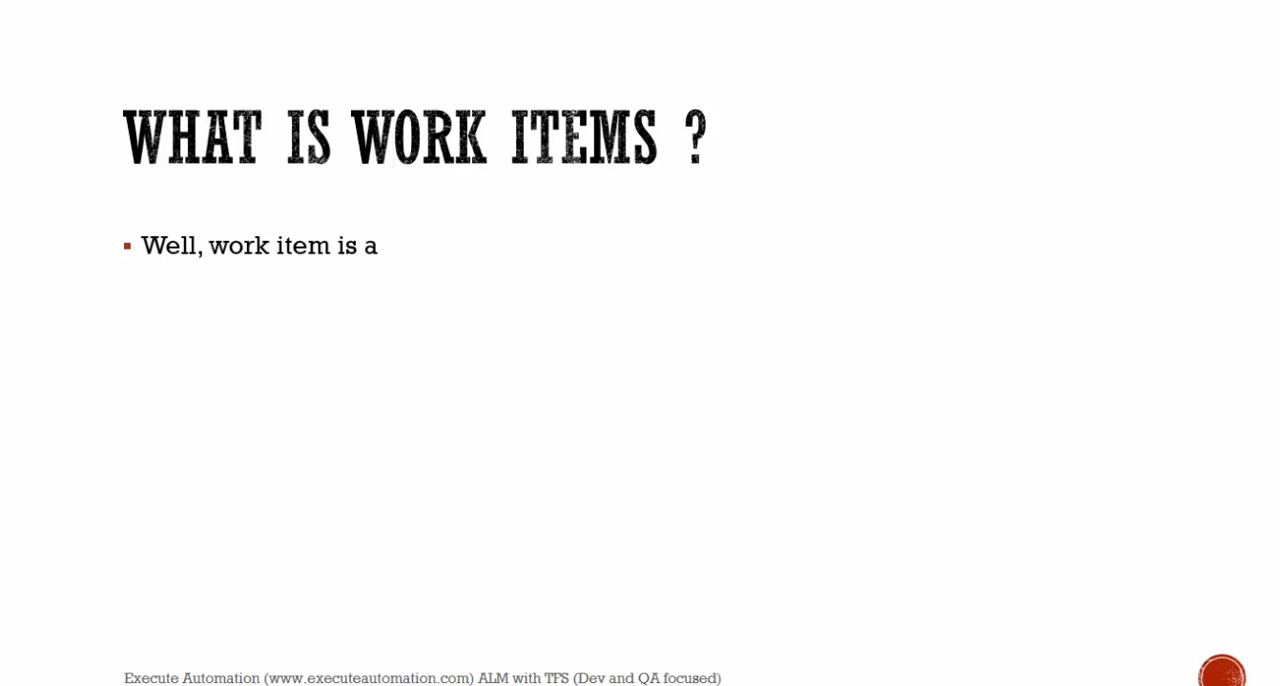 WHAT IS WORK ITEMS ?
Well, work item is a
Execute Automation (www.executeautomation.com) ALM with TFS (Dev and QA focused)